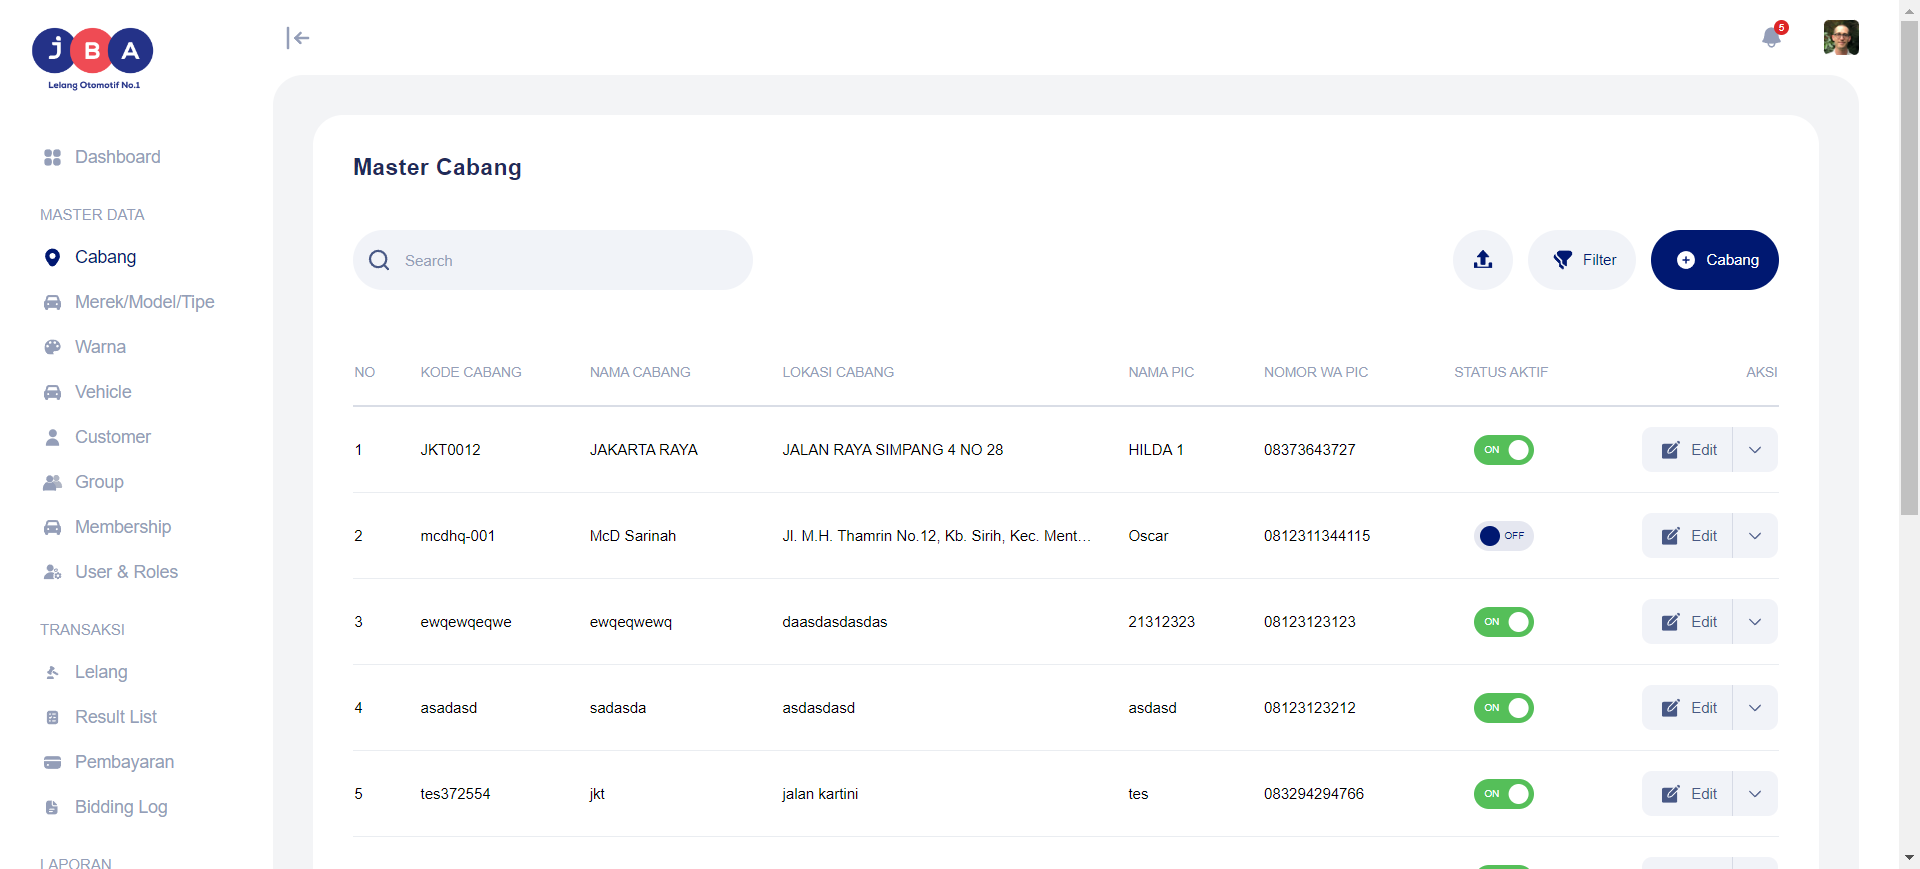 JBA
Lelang Otomotif No.1
5
Dashboard
MASTER DATA
Cabang
Merek/Model/Tipe
Warna
Vehicle
Customer
Group
Membership
User & Roles
TRANSAKSI
Lelang
Result List
Pembayaran
Bidding Log
LAPORAN
Master Cabang
Search
Filter
Cabang
NO KODE CABANG NAMA CABANG LOKASI CABANG NAMA PIC NOMOR WA PIC STATUS AKTIF AKSI
1 JKT0012 JAKARTA RAYA JALAN RAYA SIMPANG 4 NO 28 HILDA 1 08373643727 ON Edit
2 mcdhq-001 McD Sarinah Jl. M.H. Thamrin No.12, Kb. Sirih, Kec. Ment... Oscar 0812311344115 OFF Edit
3 ewqewqeqwe ewqeqwewq daasdasdasdas 21312323 08123123123 ON Edit
4 asadasd sadasda asdasdasd asdasd 08123123212 ON Edit
5 tes372554 jkt jalan kartini tes 083294294766 ON Edit